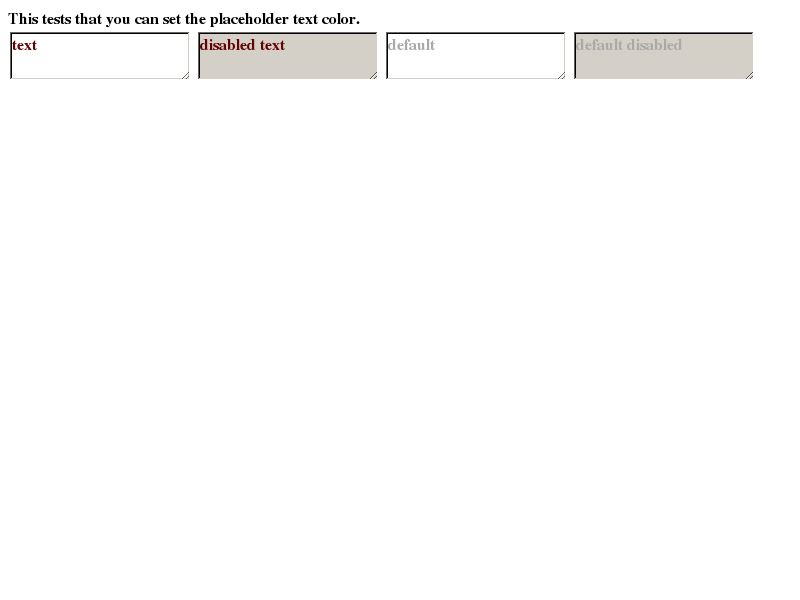 This tests that you can set the placeholder text color.
text disabled text default default disabled